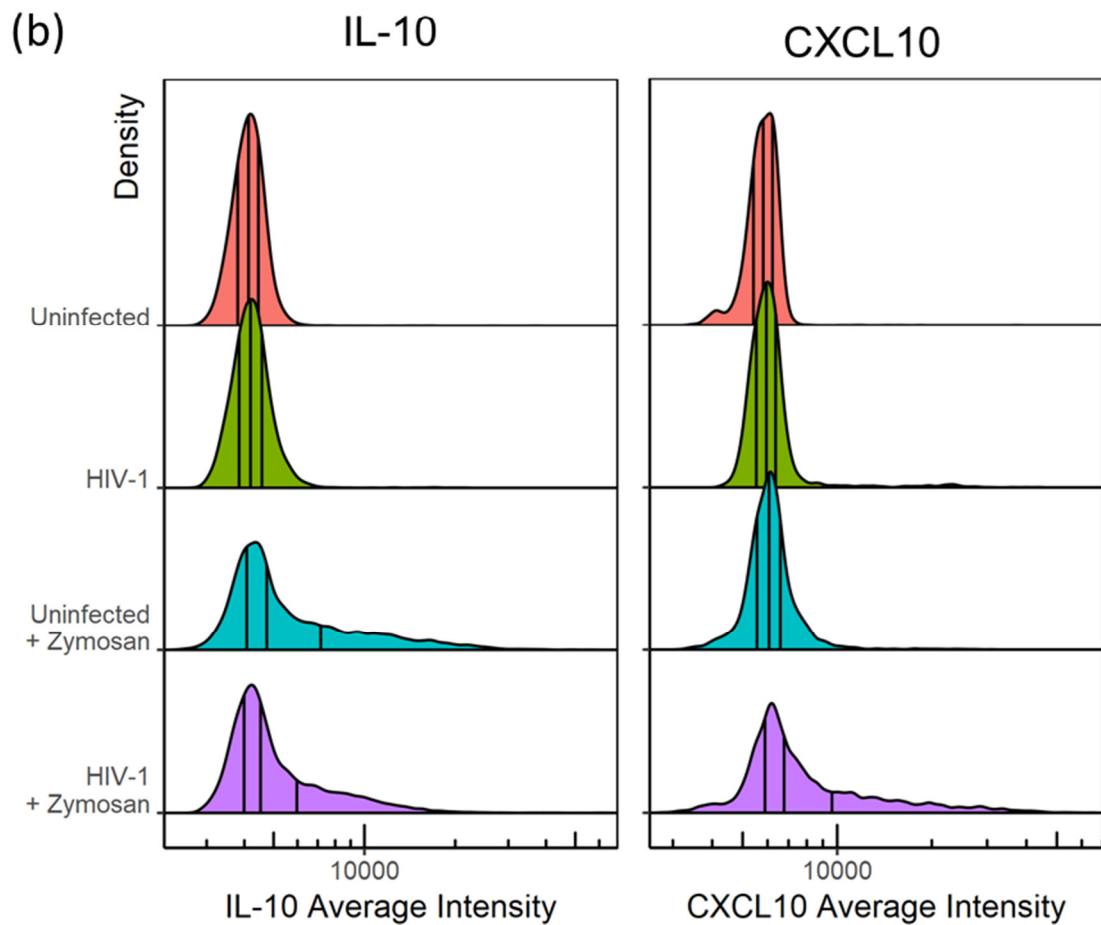 (b)
IL-10
CXCL10
Density
Uninfected
HIV-1
Uninfected
+ Zymosan
HIV-1
+ Zymosan
10000
10000
IL-10 Average Intensity
CXCL10 Average Intensity